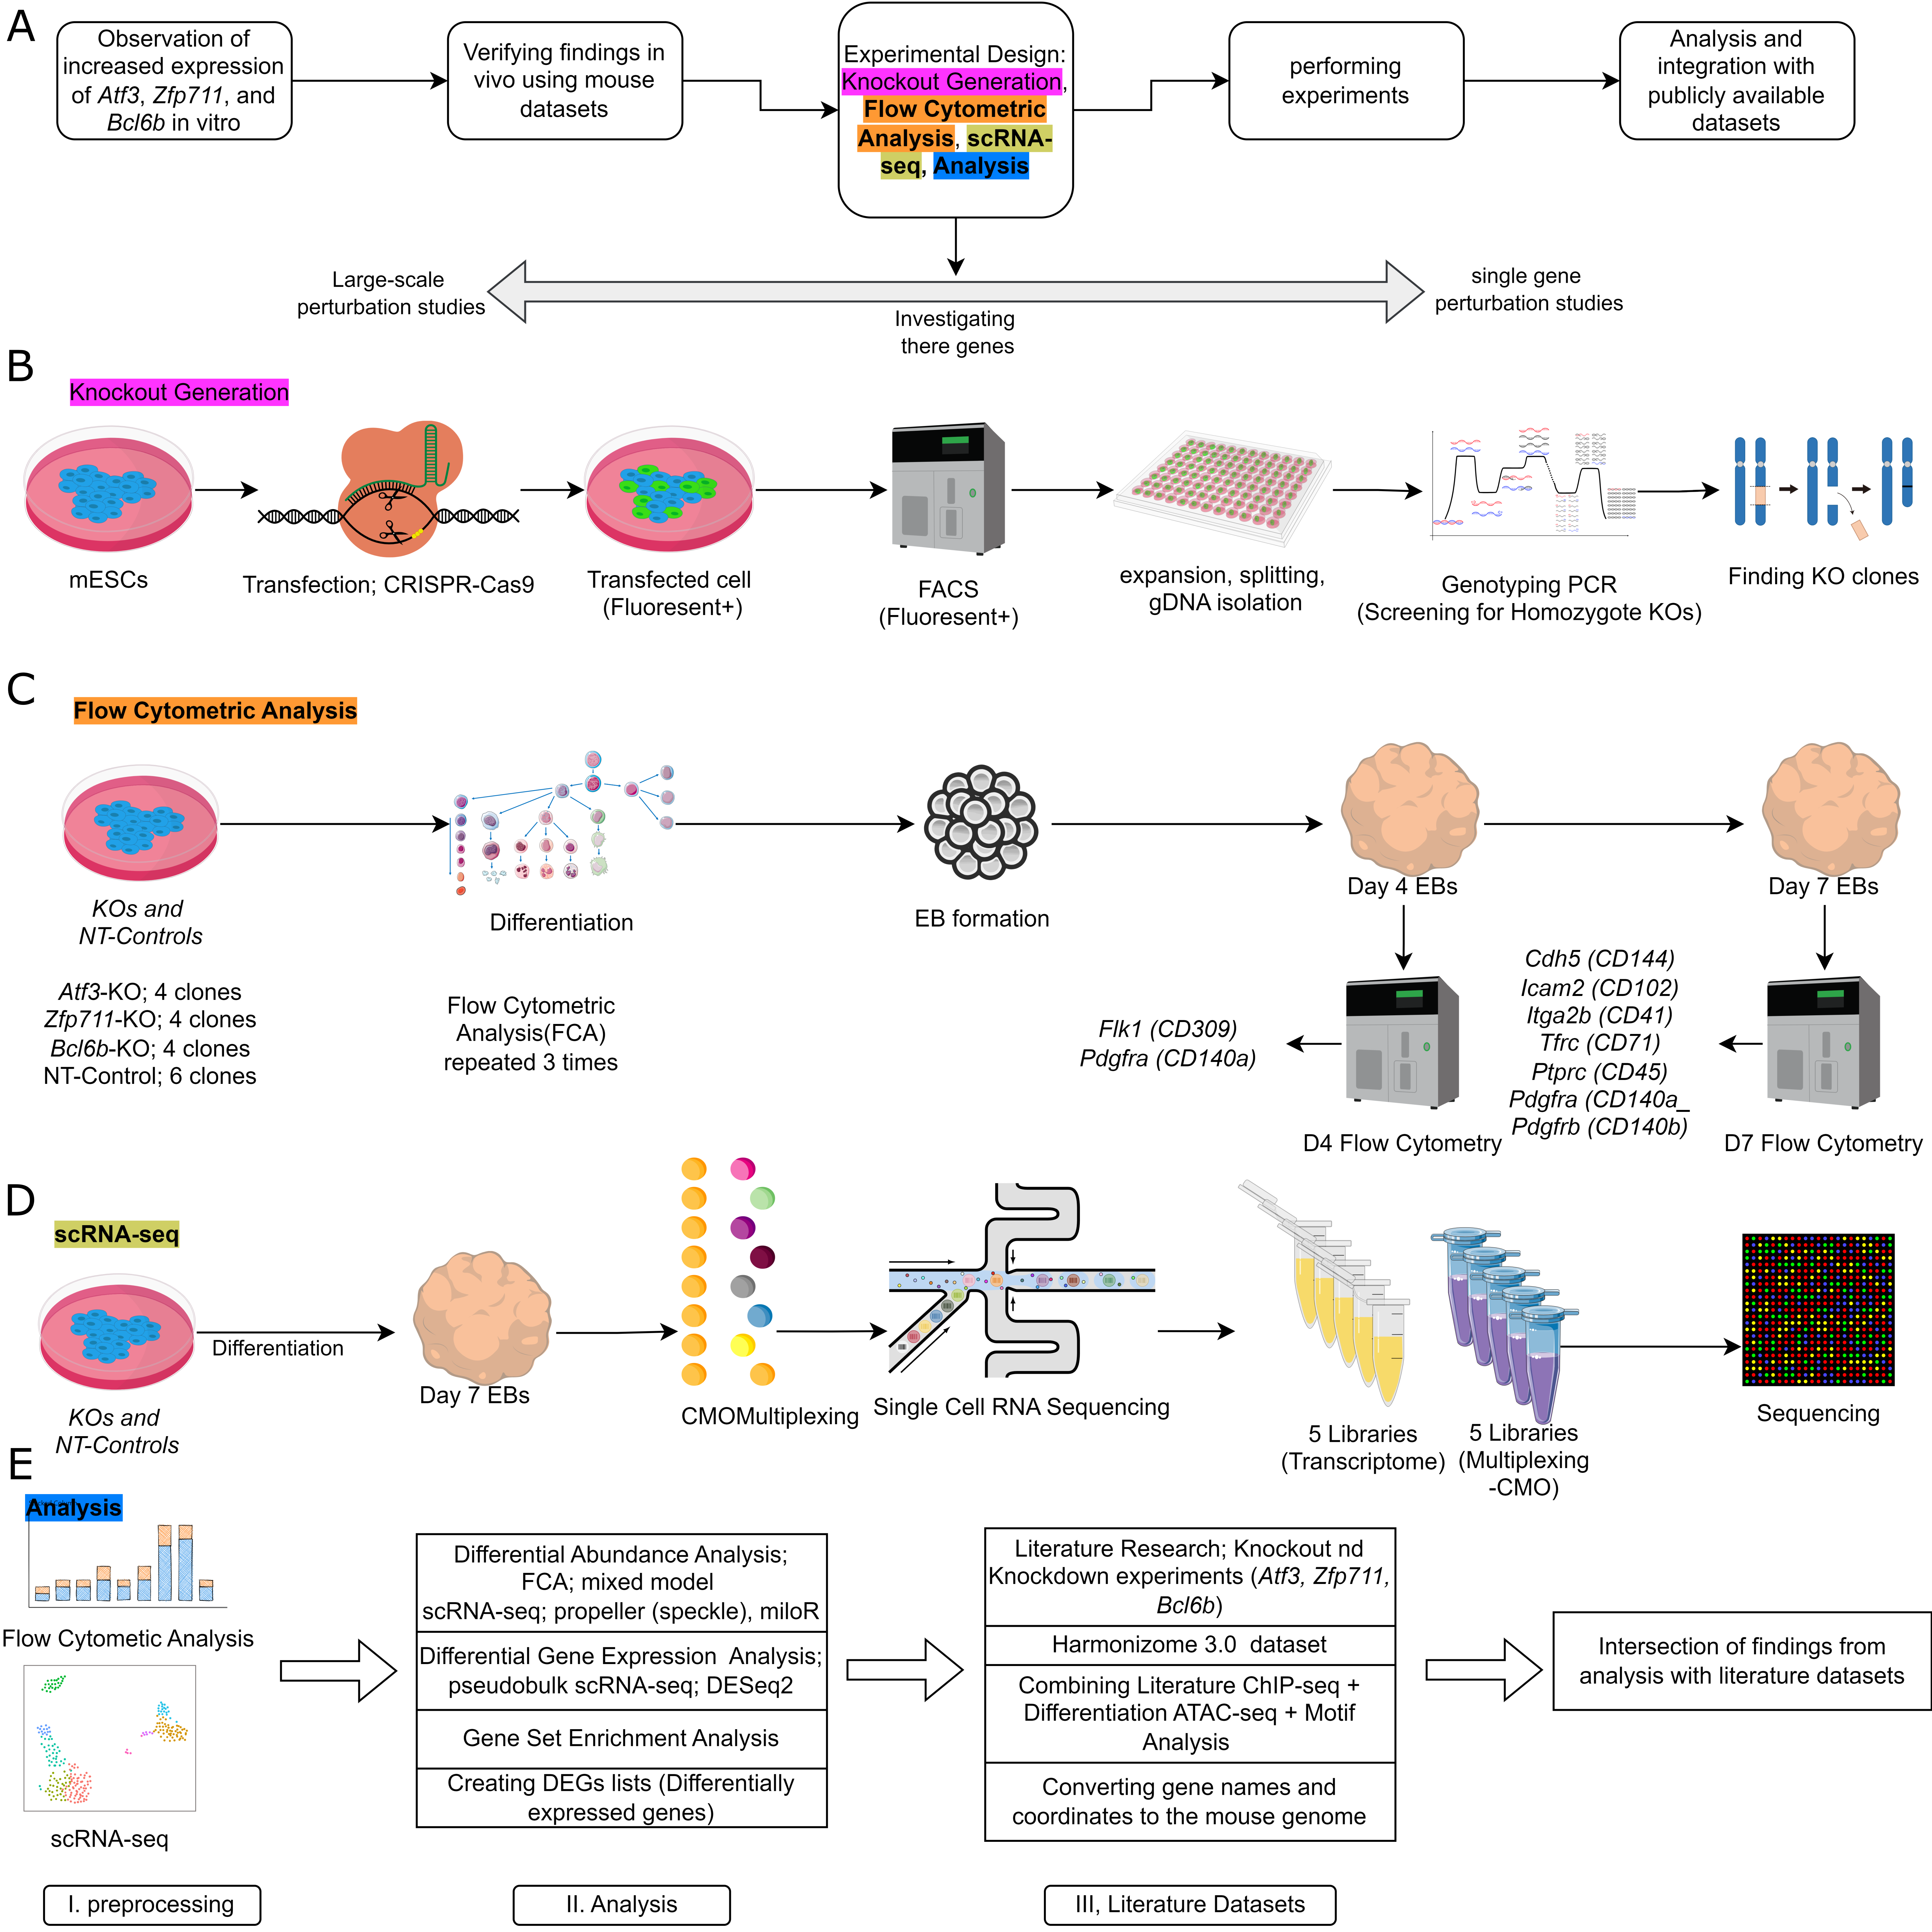 A
Observation of
increased expression
of Atf3, Zfp711, and
Bcl6b in vitro
Verifying findings in
vivo using mouse
datasets
Experimental Design:
Knockout Generation,
Flow Cytometric
Analysis, scRNA-
seq, Analysis
performing
experiments
Analysis and
integration with
publicly available
datasets
Large-scale
perturbation studies
Investigating
there genes
single gene
perturbation studies
B
Knockout Generation
mESCs
Transfection; CRISPR-Cas9
Transfected cell
(Fluoresent+)
FACS
(Fluoresent+)
expansion, splitting,
gDNA isolation
Genotyping PCR
(Screening for Homozygote KOs)
Finding KO clones
C
Flow Cytometric Analysis
KOs and
NT-Controls
Atf3-KO; 4 clones
Zfp711-KO; 4 clones
Bcl6b-KO; 4 clones
NT-Control; 6 clones
Differentiation
Flow Cytometric
Analysis(FCA)
repeated 3 times
EB formation
Day 4 EBs
Day 7 EBs
Flk1 (CD309)
Pdgfra (CD140a)
D4 Flow Cytometry
Cdh5 (CD144)
Icam2 (CD102)
Itga2b (CD41)
Tfrc (CD71)
Ptprc (CD45)
Pdgfra (CD140a_
Pdgfrb (CD140b)
D7 Flow Cytometry
D
scRNA-seq
KOs and
NT-Controls
Differentiation
Day 7 EBs
CMOMultiplexing
Single Cell RNA Sequencing
5 Libraries
(Transcriptome)
5 Libraries
(Multiplexing
-CMO)
Sequencing
E
Analysis
Flow Cytometic Analysis
scRNA-seq
Differential Abundance Analysis;
FCA; mixed model
scRNA-seq; propeller (speckle), miloR
Differential Gene Expression Analysis;
pseudobulk scRNA-seq; DESeq2
Gene Set Enrichment Analysis
Creating DEGs lists (Differentially
expressed genes)
Literature Research; Knockout nd
Knockdown experiments (Atf3, Zfp711,
Bcl6b)
Harmonizome 3.0 dataset
Combining Literature ChIP-seq +
Differentiation ATAC-seq + Motif
Analysis
Converting gene names and
coordinates to the mouse genome
Intersection of findings from
analysis with literature datasets
I. preprocessing
II. Analysis
III, Literature Datasets